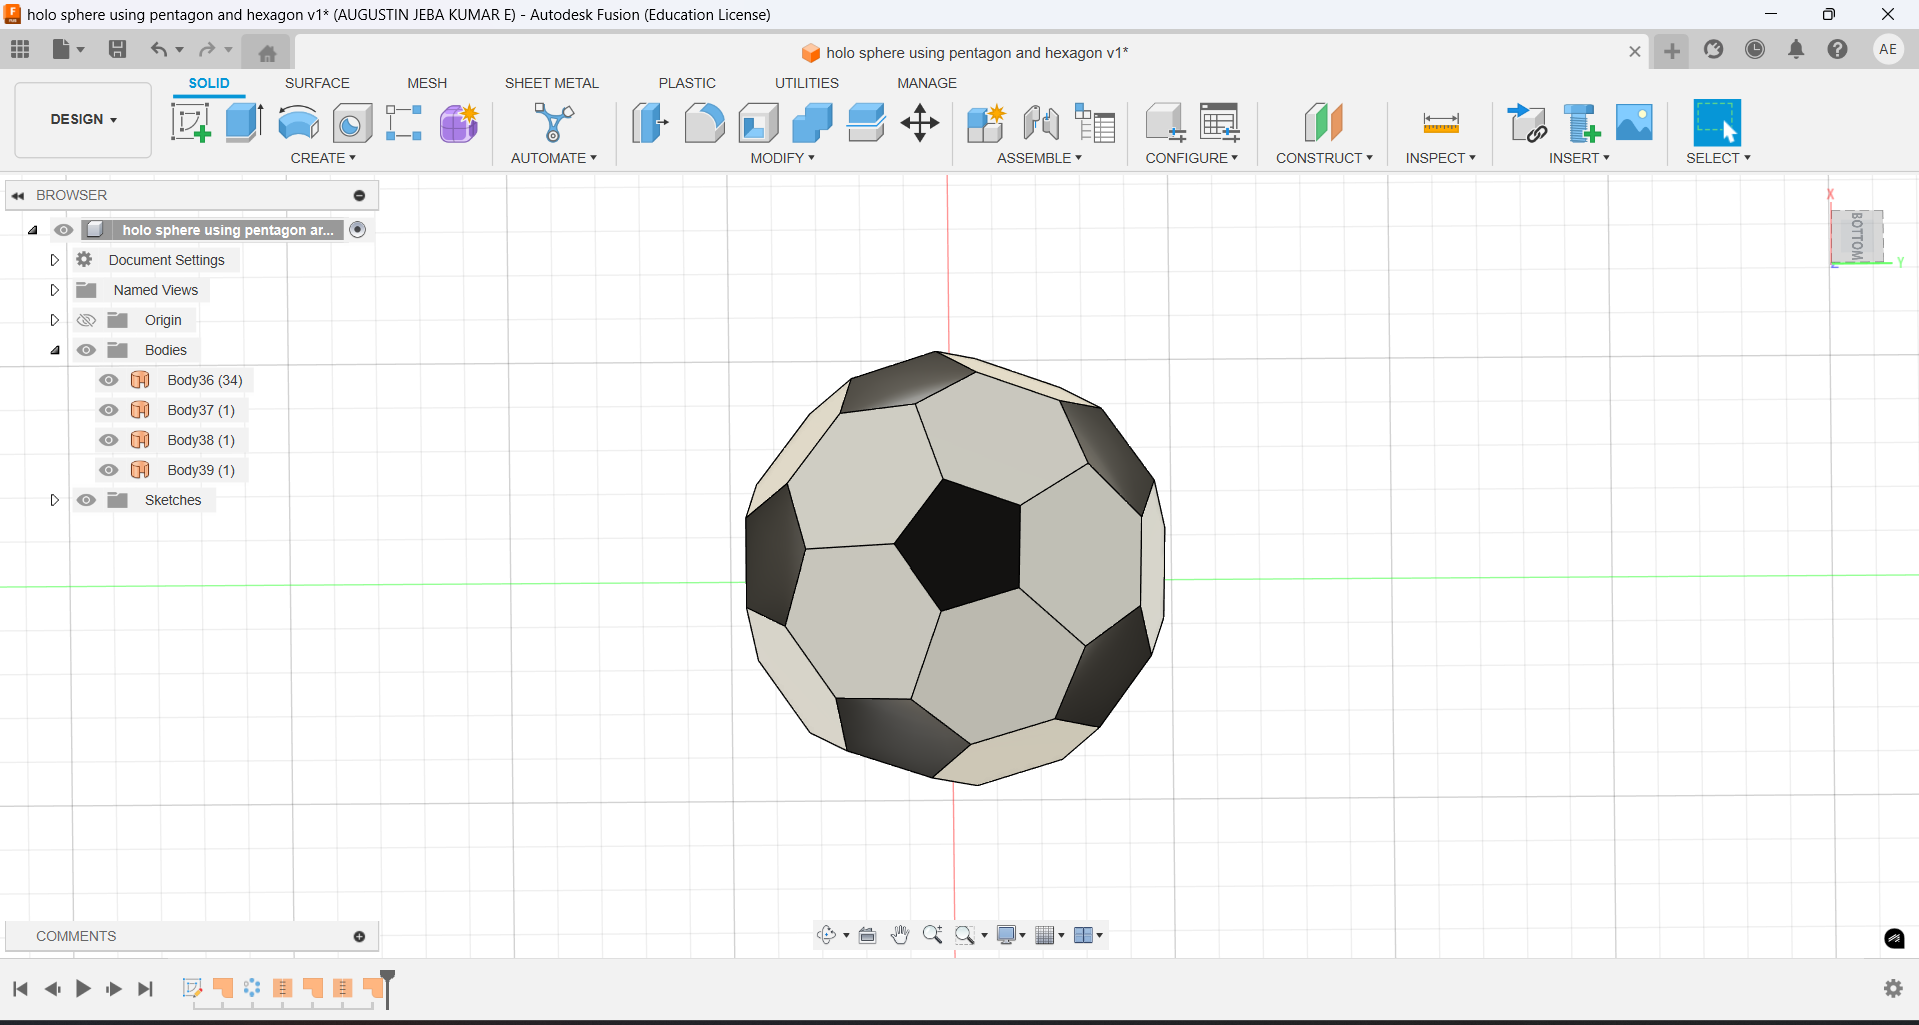 holo sphere using pentagon and hexagon v1* (AUGUSTIN JEBA KUMAR E) - Autodesk Fusion (Education License)
holo sphere using pentagon and hexagon v1*
AE
SOLID SURFACE MESH SHEET METAL PLASTIC UTILITIES MANAGE
DESIGN
CREATE AUTOMATE MODIFY ASSEMBLE CONFIGURE CONSTRUCT INSPECT INSERT SELECT
BROWSER
holo sphere using pentagon ar...
Document Settings
Named Views
Origin
Bodies
Body36 (34)
Body37 (1)
Body38 (1)
Body39 (1)
Sketches
X
BOTTOM
Z
Y
COMMENTS